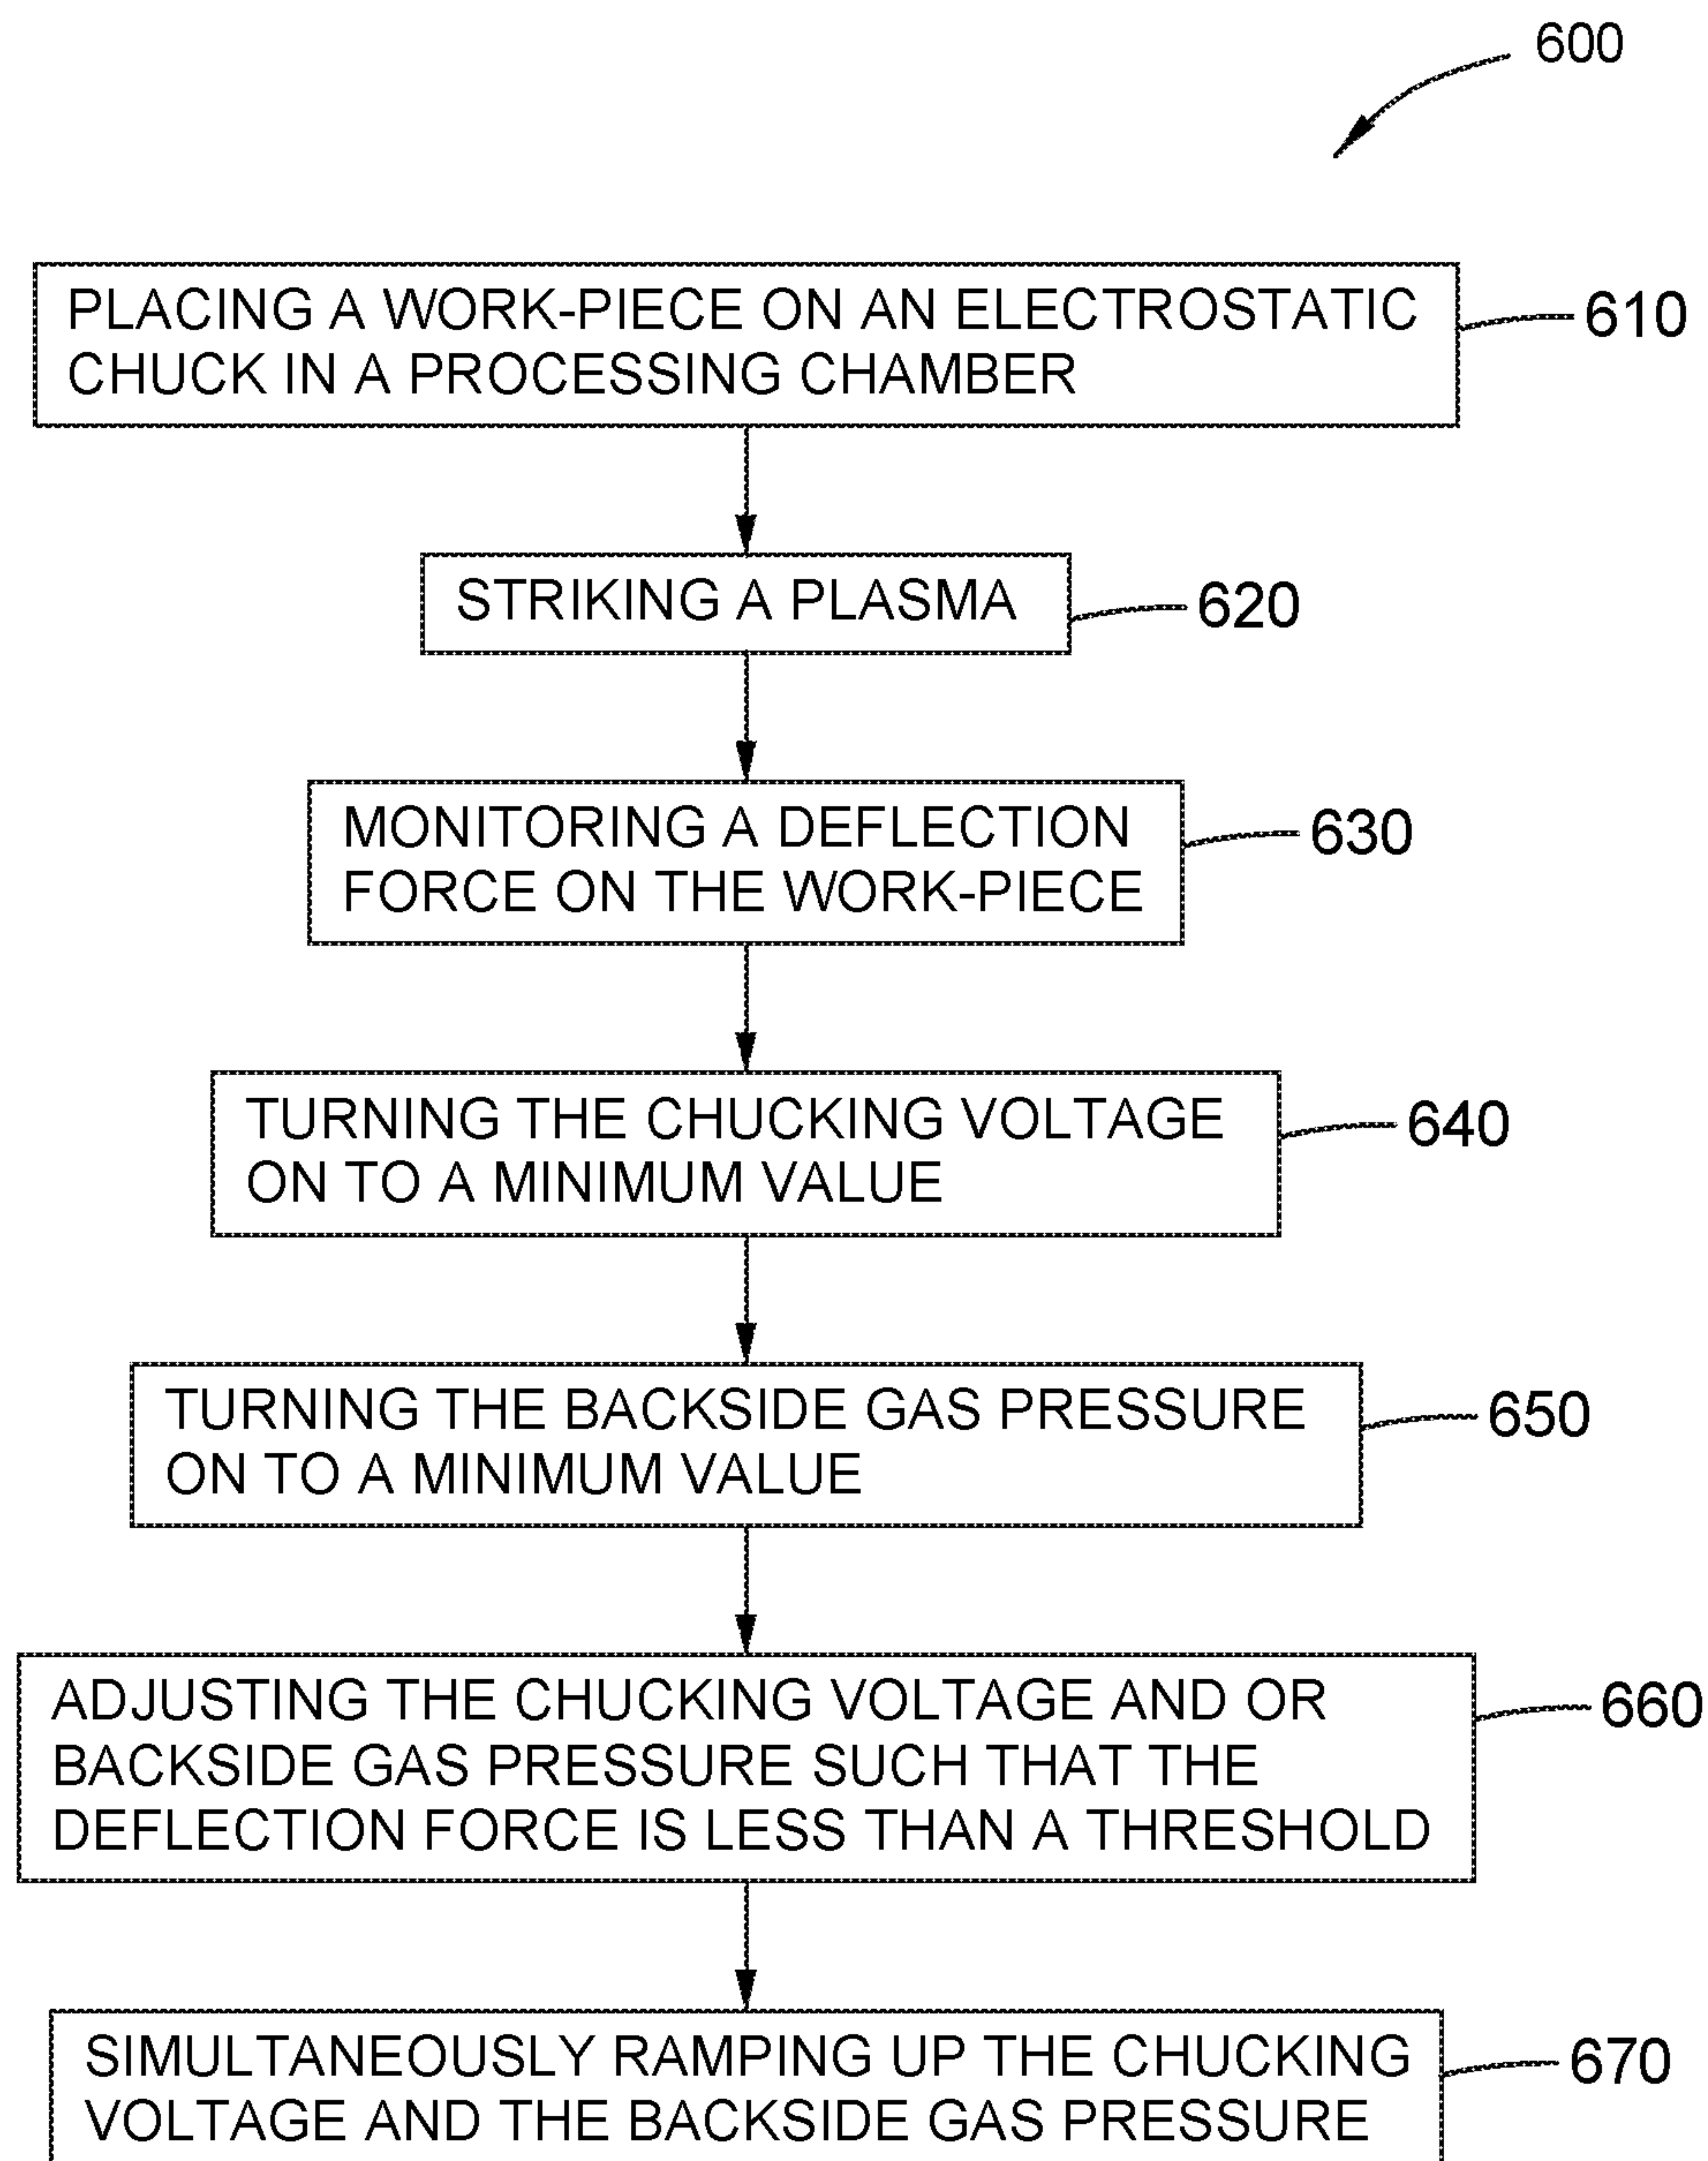 600
PLACING A WORK-PIECE ON AN ELECTROSTATIC
CHUCK IN A PROCESSING CHAMBER
610
STRIKING A PLASMA
620
MONITORING A DEFLECTION
FORCE ON THE WORK-PIECE
630
TURNING THE CHUCKING VOLTAGE
ON TO A MINIMUM VALUE
640
TURNING THE BACKSIDE GAS PRESSURE
ON TO A MINIMUM VALUE
650
ADJUSTING THE CHUCKING VOLTAGE AND OR
BACKSIDE GAS PRESSURE SUCH THAT THE
DEFLECTION FORCE IS LESS THAN A THRESHOLD
660
SIMULTANEOUSLY RAMPING UP THE CHUCKING
VOLTAGE AND THE BACKSIDE GAS PRESSURE
670